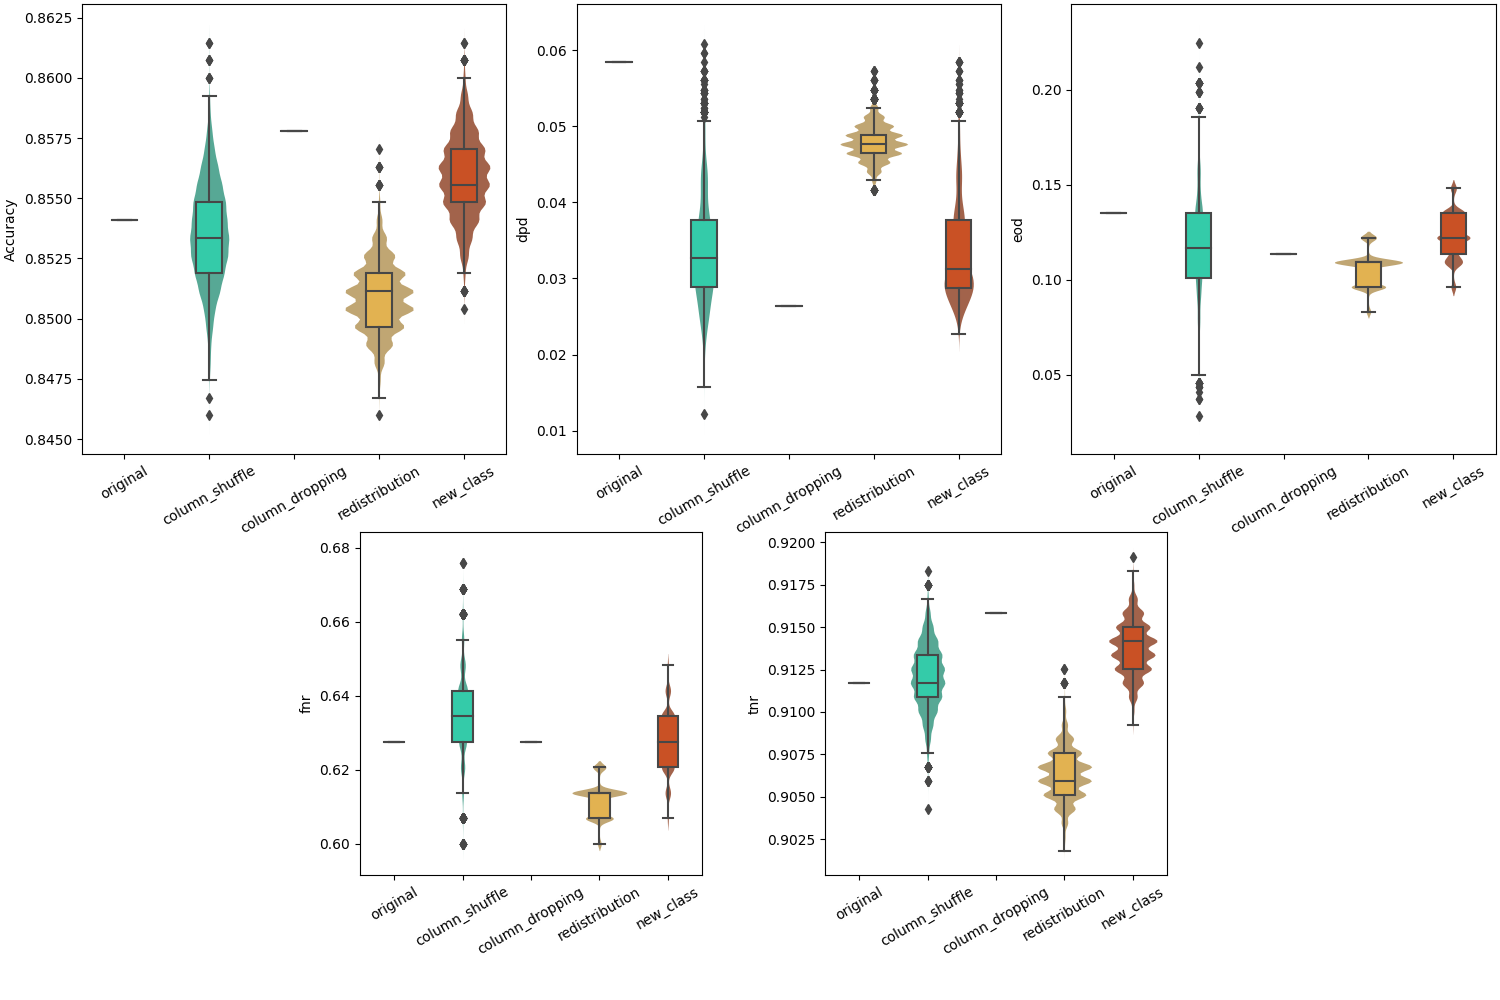 Accuracy
0.8625
0.8600
0.8575
0.8550
0.8525
0.8500
0.8475
0.8450
original
column_shuffle
column_dropping
redistribution
new_class
dpd
0.06
0.05
0.04
0.03
0.02
0.01
original
column_shuffle
column_dropping
redistribution
new_class
eod
0.20
0.15
0.10
0.05
original
column_shuffle
column_dropping
redistribution
new_class
fnr
0.68
0.66
0.64
0.62
0.60
original
column_shuffle
column_dropping
redistribution
new_class
tnr
0.9200
0.9175
0.9150
0.9125
0.9100
0.9075
0.9050
0.9025
original
column_shuffle
column_dropping
redistribution
new_class